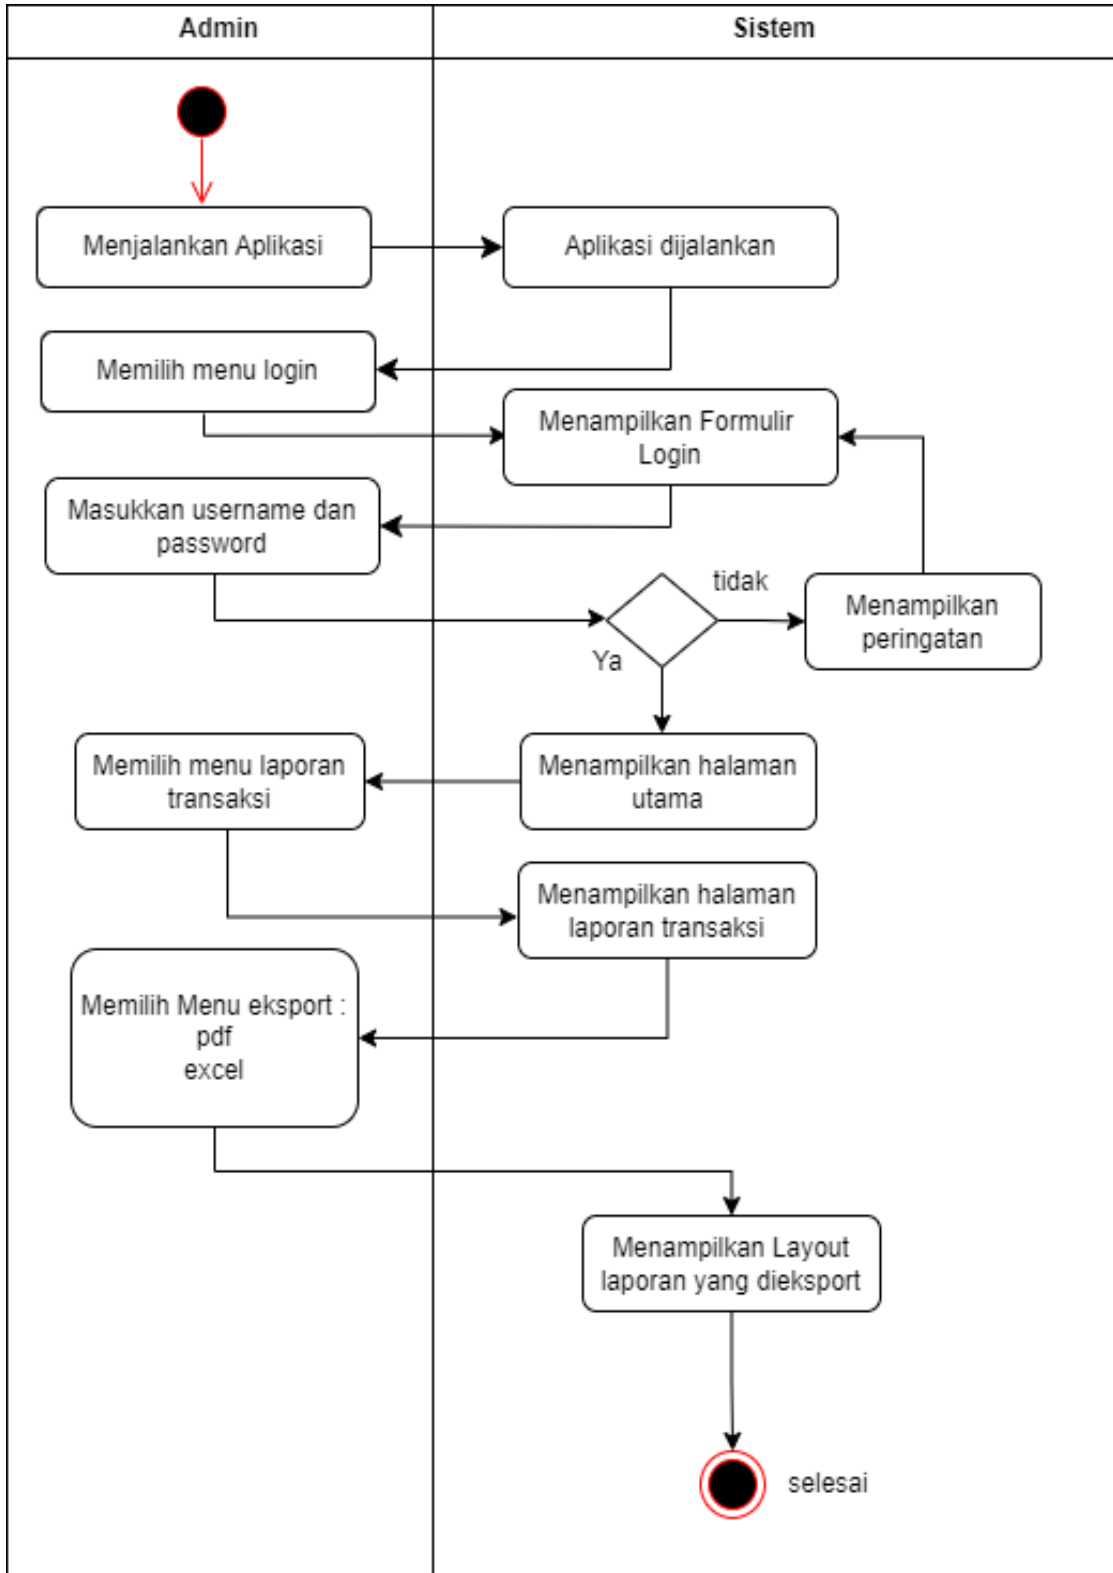 Admin
Sistem
Menjalankan Aplikasi
Aplikasi dijalankan
Memilih menu login
Menampilkan Formulir
Login
Masukkan username dan
password
tidak
Ya
Menampilkan
peringatan
Memilih menu laporan
transaksi
Menampilkan halaman
utama
Menampilkan halaman
laporan transaksi
Memilih Menu eksport :
pdf
excel
Menampilkan Layout
laporan yang dieksport
selesai